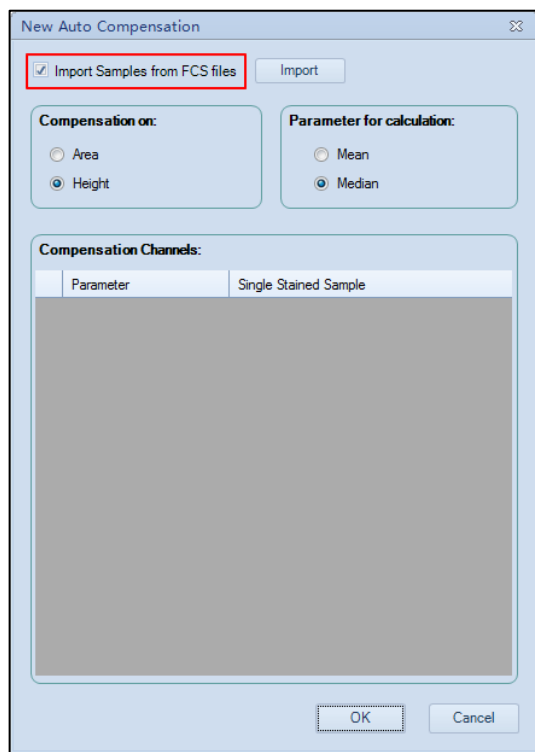 New Auto Compensation
Import Samples from FCS files Import
Compensation on: Parameter for calculation:
Area Mean
Height Median
Compensation Channels:
Parameter Single Stained Sample
OK Cancel